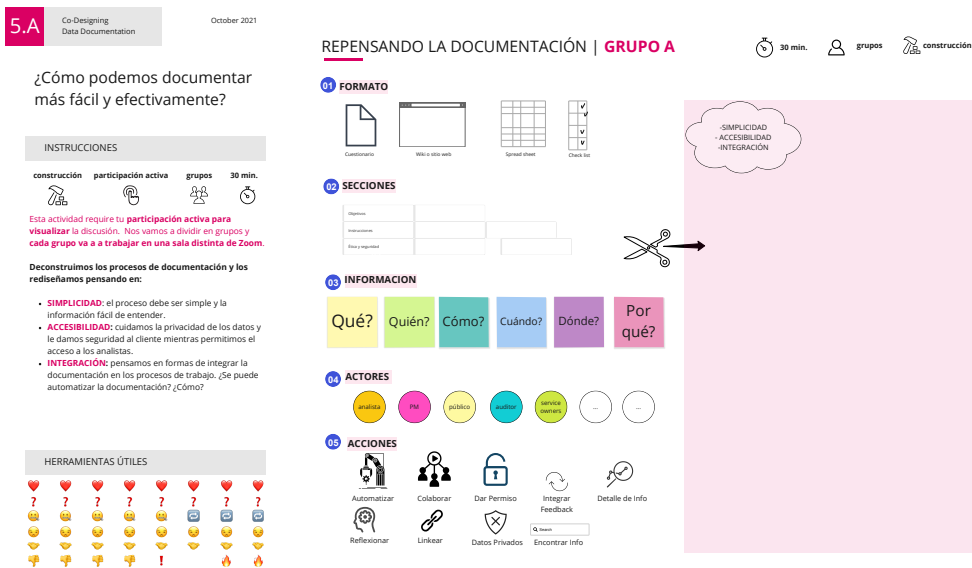 5.A
Co-Designing
Data Documentation
October 2021
¿Cómo podemos documentar
más fácil y efectivamente?
INSTRUCCIONES
construcción participación activa grupos 30 min.
Esta actividad require tu participación activa para
visualizar la discusión. Nos vamos a dividir en grupos y
cada grupo va a a trabajar en una sala distinta de Zoom.
Deconstruimos los procesos de documentación y los
rediseñamos pensando en:
• SIMPLICIDAD: el proceso debe ser simple y la
información fácil de entender.
• ACCESIBILIDAD: cuidamos la privacidad de los datos y
le damos seguridad al cliente mientras permitimos el
acceso a los analistas.
• INTEGRACIÓN: pensamos en formas de integrar la
documentación en los procesos de trabajo. ¿Se puede
automatizar la documentación? ¿Cómo?
HERRAMIENTAS ÚTILES
REPENSANDO LA DOCUMENTACIÓN | GRUPO A
30 min. grupos construcción
01 FORMATO
Cuestionario Wiki o sitio web Spread sheet Check list
02 SECCIONES
Objetivos
Instrucciones
Ética y seguridad
03 INFORMACION
Qué? Quién? Cómo? Cuándo? Dónde? Por qué?
04 ACTORES
analista PM público auditor service owners ... ...
05 ACCIONES
Automatizar Colaborar Dar Permiso Integrar Feedback Detalle de Info
Reflexionar Linkear Datos Privados Search Encontrar Info
-SIMPLICIDAD
- ACCESIBILIDAD
-INTEGRACIÓN